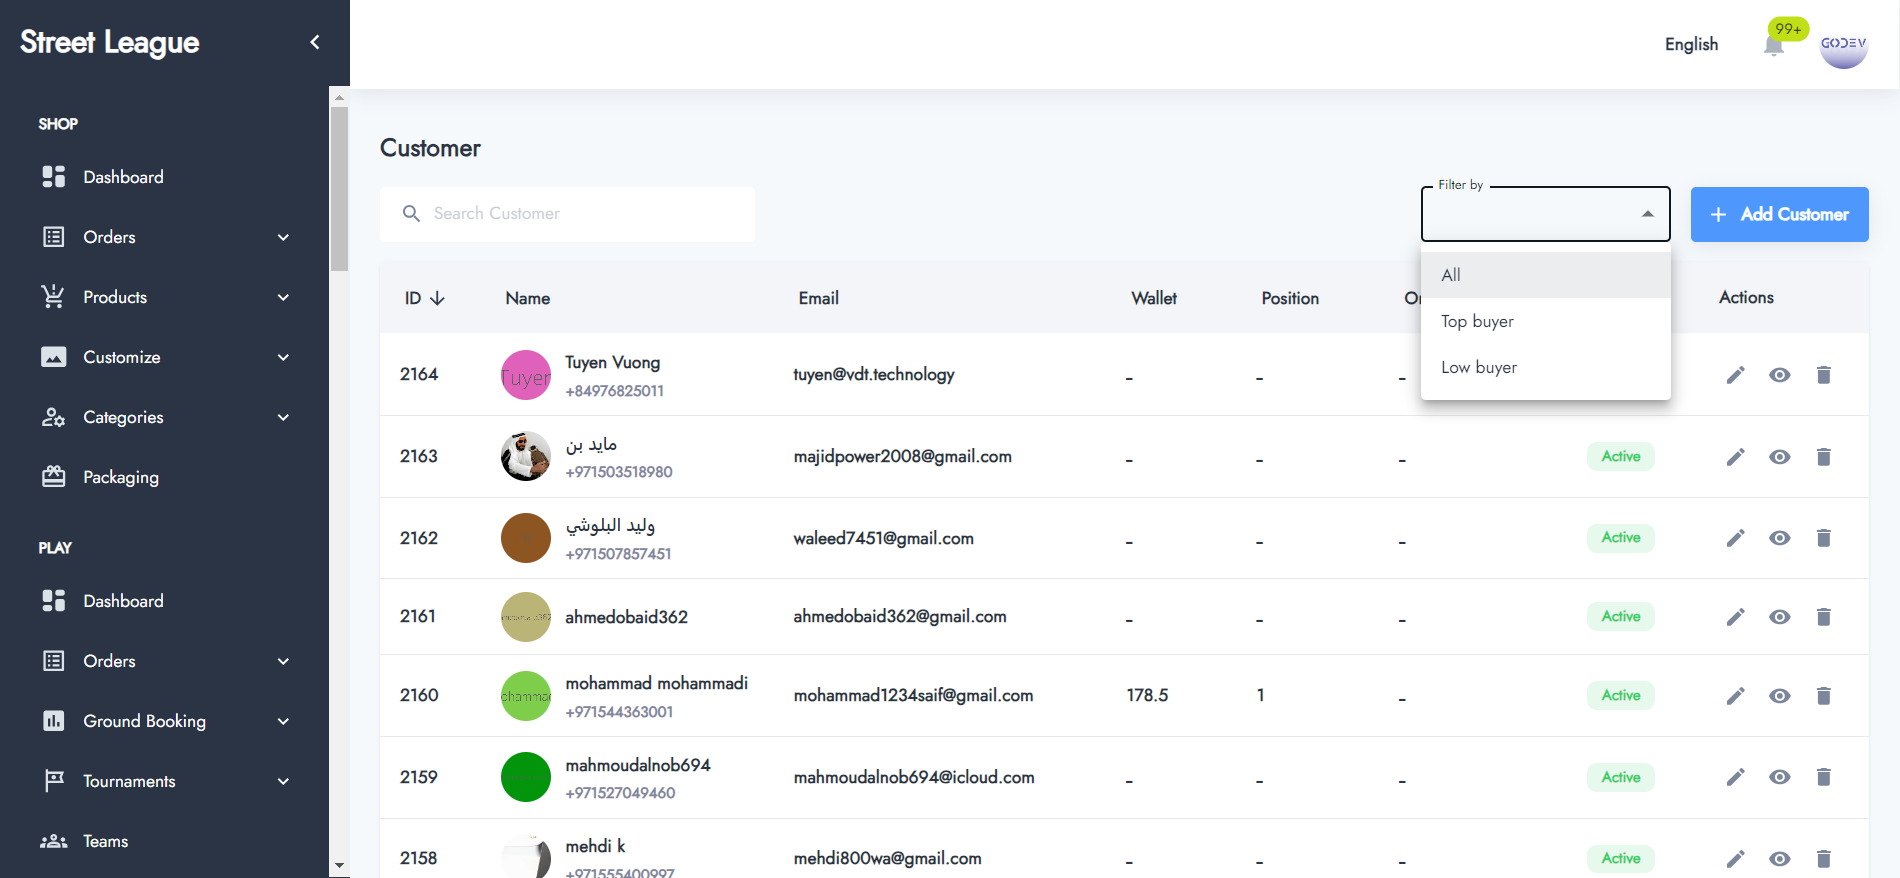 Street League
English
99+
GODEV
SHOP
Dashboard
Orders
Products
Customize
Categories
Packaging
PLAY
Dashboard
Orders
Ground Booking
Tournaments
Teams
Customer
Search Customer
Filter by
+ Add Customer
All
Top buyer
Low buyer
ID Name Email Wallet Position Actions
2164 Tuyen Tuyen Vuong tuyen@vdt.technology - - -
+84976825011
2163 مايد بن majidpower2008@gmail.com - - - Active
+971503518980
2162 وليد البلوشي waleed7451@gmail.com - - - Active
+971507857451
2161 ahmedobaid362 ahmedobaid362@gmail.com - - - Active
2160 mohammad mohammadi mohammad1234saif@gmail.com 178.5 1 - Active
+971544363001
2159 mahmoudalnob694 mahmoudalnob694@icloud.com - - - Active
+971527049460
2158 mehdi k mehdi800wa@gmail.com - - - Active
+971555400997